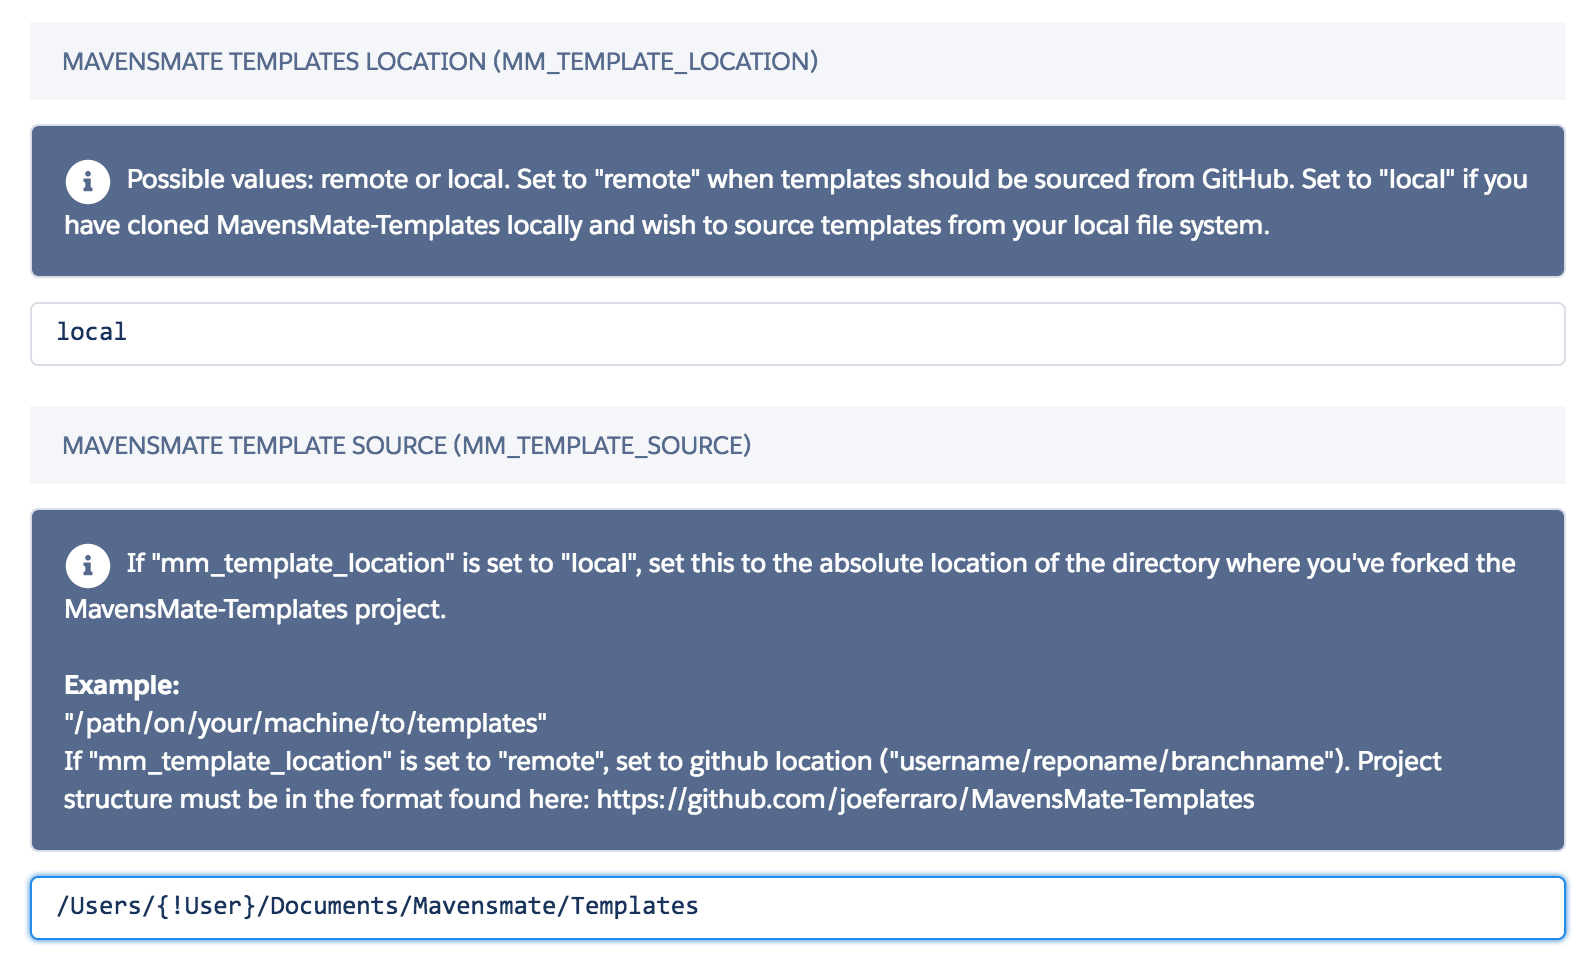 MAVENSMATE TEMPLATES LOCATION (MM_TEMPLATE_LOCATION)
Possible values: remote or local. Set to "remote" when templates should be sourced from GitHub. Set to "local" if you
have cloned MavensMate-Templates locally and wish to source templates from your local file system.
local
MAVENSMATE TEMPLATE SOURCE (MM_TEMPLATE_SOURCE)
If "mm_template_location" is set to "local", set this to the absolute location of the directory where you've forked the
MavensMate-Templates project.
Example:
"/path/on/your/machine/to/templates"
If "mm_template_location" is set to "remote", set to github location ("username/reponame/branchname"). Project
structure must be in the format found here: https://github.com/joeferraro/MavensMate-Templates
/Users/{!User}/Documents/Mavensmate/Templates